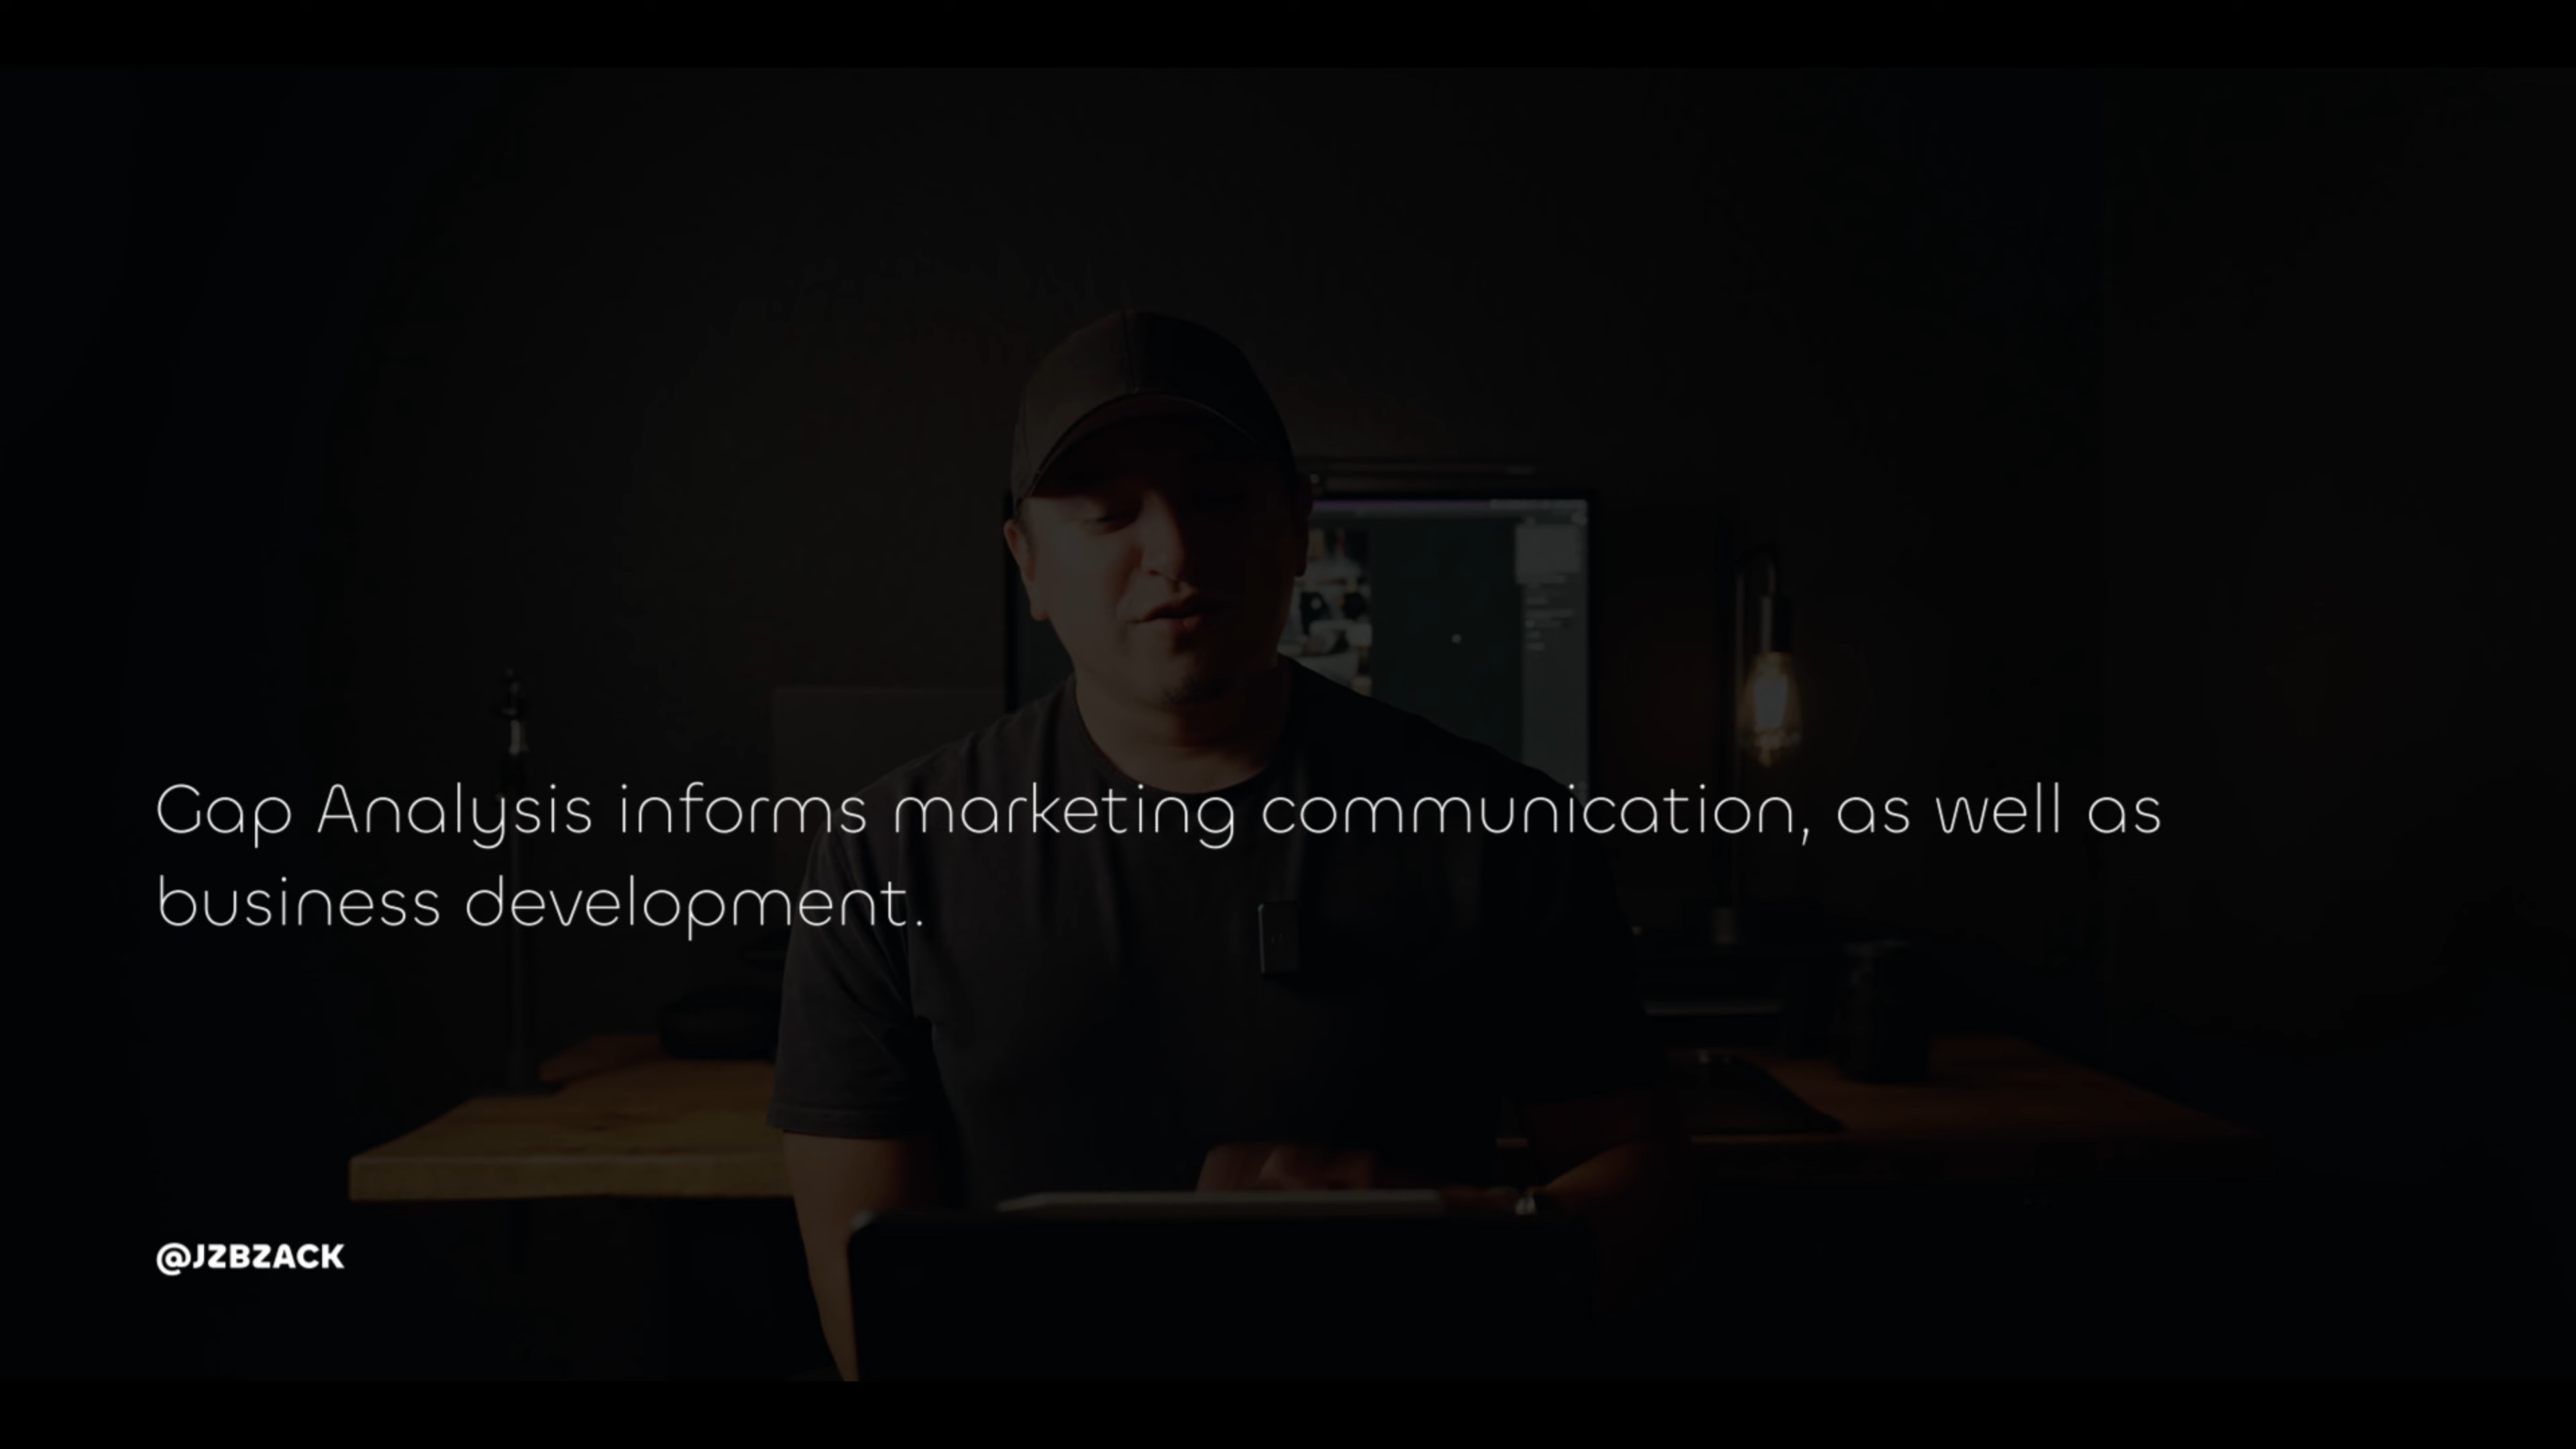 Gap Analysis informs marketing communication, as well as
business development.
@JZBZACK